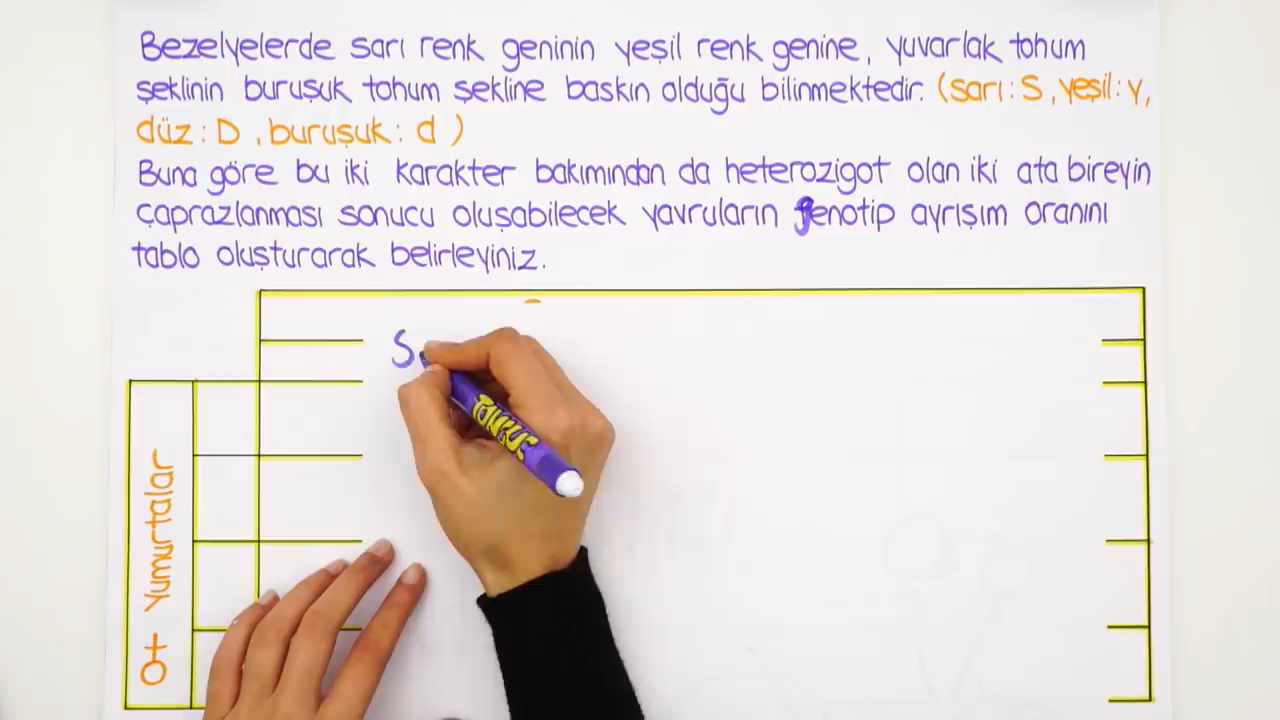 Bezelyelerde sarı renk geninin yeşil renk genine, yuvarlak tohum
şeklinin buruşuk tohum şekline baskın olduğu bilinmektedir. (sarı: S, yeşil: y,
düz: D, buruşuk: d )
Buna göre bu iki karakter bakımından da heterozigot olan iki ata bireyin
çaprazlanması sonucu oluşabilecek yavruların fenotip ayrışım oranını
tablo oluşturarak belirleyiniz.
S
Yumurtalar